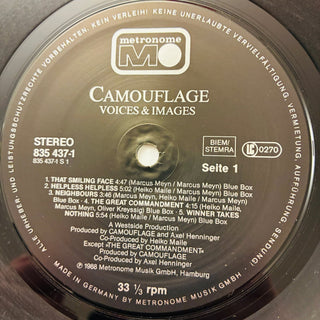 ALLE URHEBER- UND LEISTUNGSSCHUTZRECHTE VORBEHALTEN. KEIN VERLEIH! KEINE UNERLAUBTE VERVIELFÄLTIGUNG, VERMIETUNG, AUFFÜHRUNG, SENDUNG
metronome
MO
CAMOUFLAGE
VOICES & IMAGES
STEREO
835 437-1
835 437-1 S 1
BIEM/
STEMRA
LC 0270
Seite 1
1. THAT SMILING FACE 4:47 (Marcus Meyn / Marcus Meyn) Blue Box
2. HELPLESS HELPLESS 5:02 (Heiko Maile / Marcus Meyn) Blue Box
3. NEIGHBOURS 4:17 (Marcus Meyn, Heiko Maile / Marcus Meyn) Blue
Box · 4. THE GREAT COMMANDMENT 4:15 (Heiko Maile, Marcus
Meyn, Oliver Kreyssig) Blue Box · 5. WINNER TAKES
NOTHING 5:54 (Heiko Maile / Marcus Meyn) Blue Box
A Westside Production
Produced by CAMOUFLAGE and Axel Henninger
Co-Produced by Heiko Maile
Except »THE GREAT COMMANDMENT«
Produced by CAMOUFLAGE
Co-Produced by Axel Henninger
℗ 1988 Metronome Musik GmbH, Hamburg
33 ⅓ rpm
MADE IN GERMANY BY METRONOME MUSIK GMBH